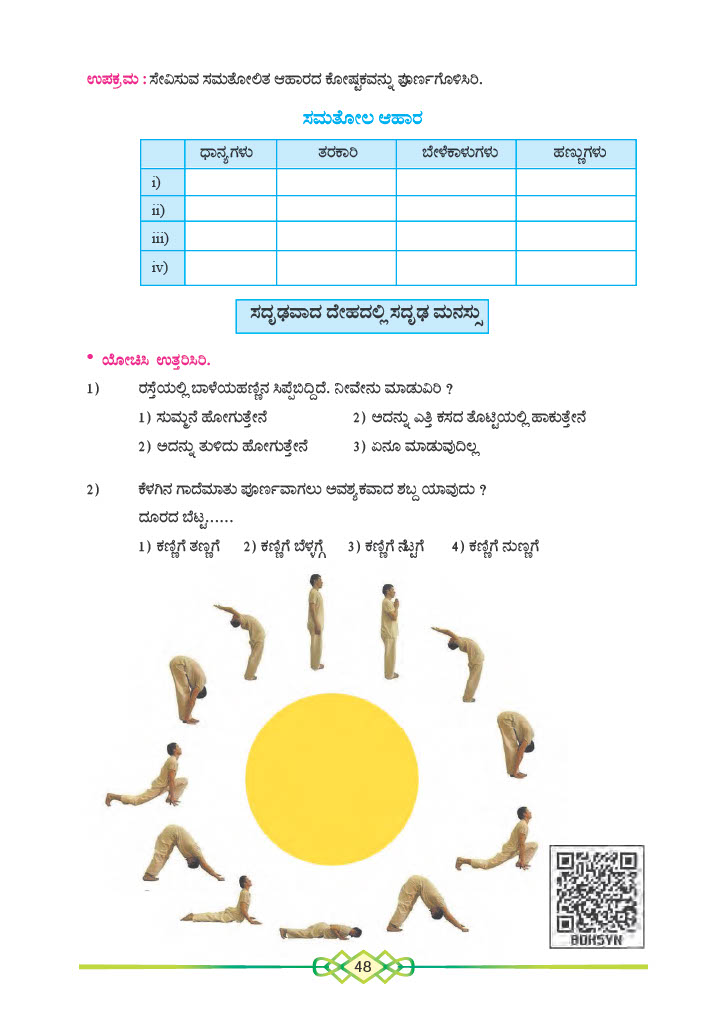 ಉಪಕ್ರಮ : ಸೇವಿಸುವ ಸಮತೋಲಿತ ಆಹಾರದ ಕೋಷ್ಟಕವನ್ನು ಪೂರ್ಣಗೊಳಿಸಿರಿ.
ಸಮತೋಲ ಆಹಾರ
ಧಾನ್ಯಗಳು ತರಕಾರಿ ಬೇಳೆಕಾಳುಗಳು ಹಣ್ಣುಗಳು
i)
ii)
iii)
iv)
ಸದೃಢವಾದ ದೇಹದಲ್ಲಿ ಸದೃಢ ಮನಸ್ಸು
• ಯೋಚಿಸಿ ಉತ್ತರಿಸಿರಿ.
1) ರಸ್ತೆಯಲ್ಲಿ ಬಾಳೆಯಹಣ್ಣಿನ ಸಿಪ್ಪೆಬಿದ್ದಿದೆ. ನೀವೇನು ಮಾಡುವಿರಿ ?
1) ಸುಮ್ಮನೆ ಹೋಗುತ್ತೇನೆ 2) ಅದನ್ನು ಎತ್ತಿ ಕಸದ ತೊಟ್ಟಿಯಲ್ಲಿ ಹಾಕುತ್ತೇನೆ
2) ಅದನ್ನು ತುಳಿದು ಹೋಗುತ್ತೇನೆ 3) ಏನೂ ಮಾಡುವುದಿಲ್ಲ
2) ಕೆಳಗಿನ ಗಾದೆಮಾತು ಪೂರ್ಣವಾಗಲು ಅವಶ್ಯಕವಾದ ಶಬ್ದ ಯಾವುದು ?
ದೂರದ ಬೆಟ್ಟ......
1) ಕಣ್ಣಿಗೆ ತಣ್ಣಗೆ 2) ಕಣ್ಣಿಗೆ ಬೆಳ್ಳಗೆ 3) ಕಣ್ಣಿಗೆ ನೆಟ್ಟಗೆ 4) ಕಣ್ಣಿಗೆ ನುಣ್ಣಗೆ
BDH5YN
48